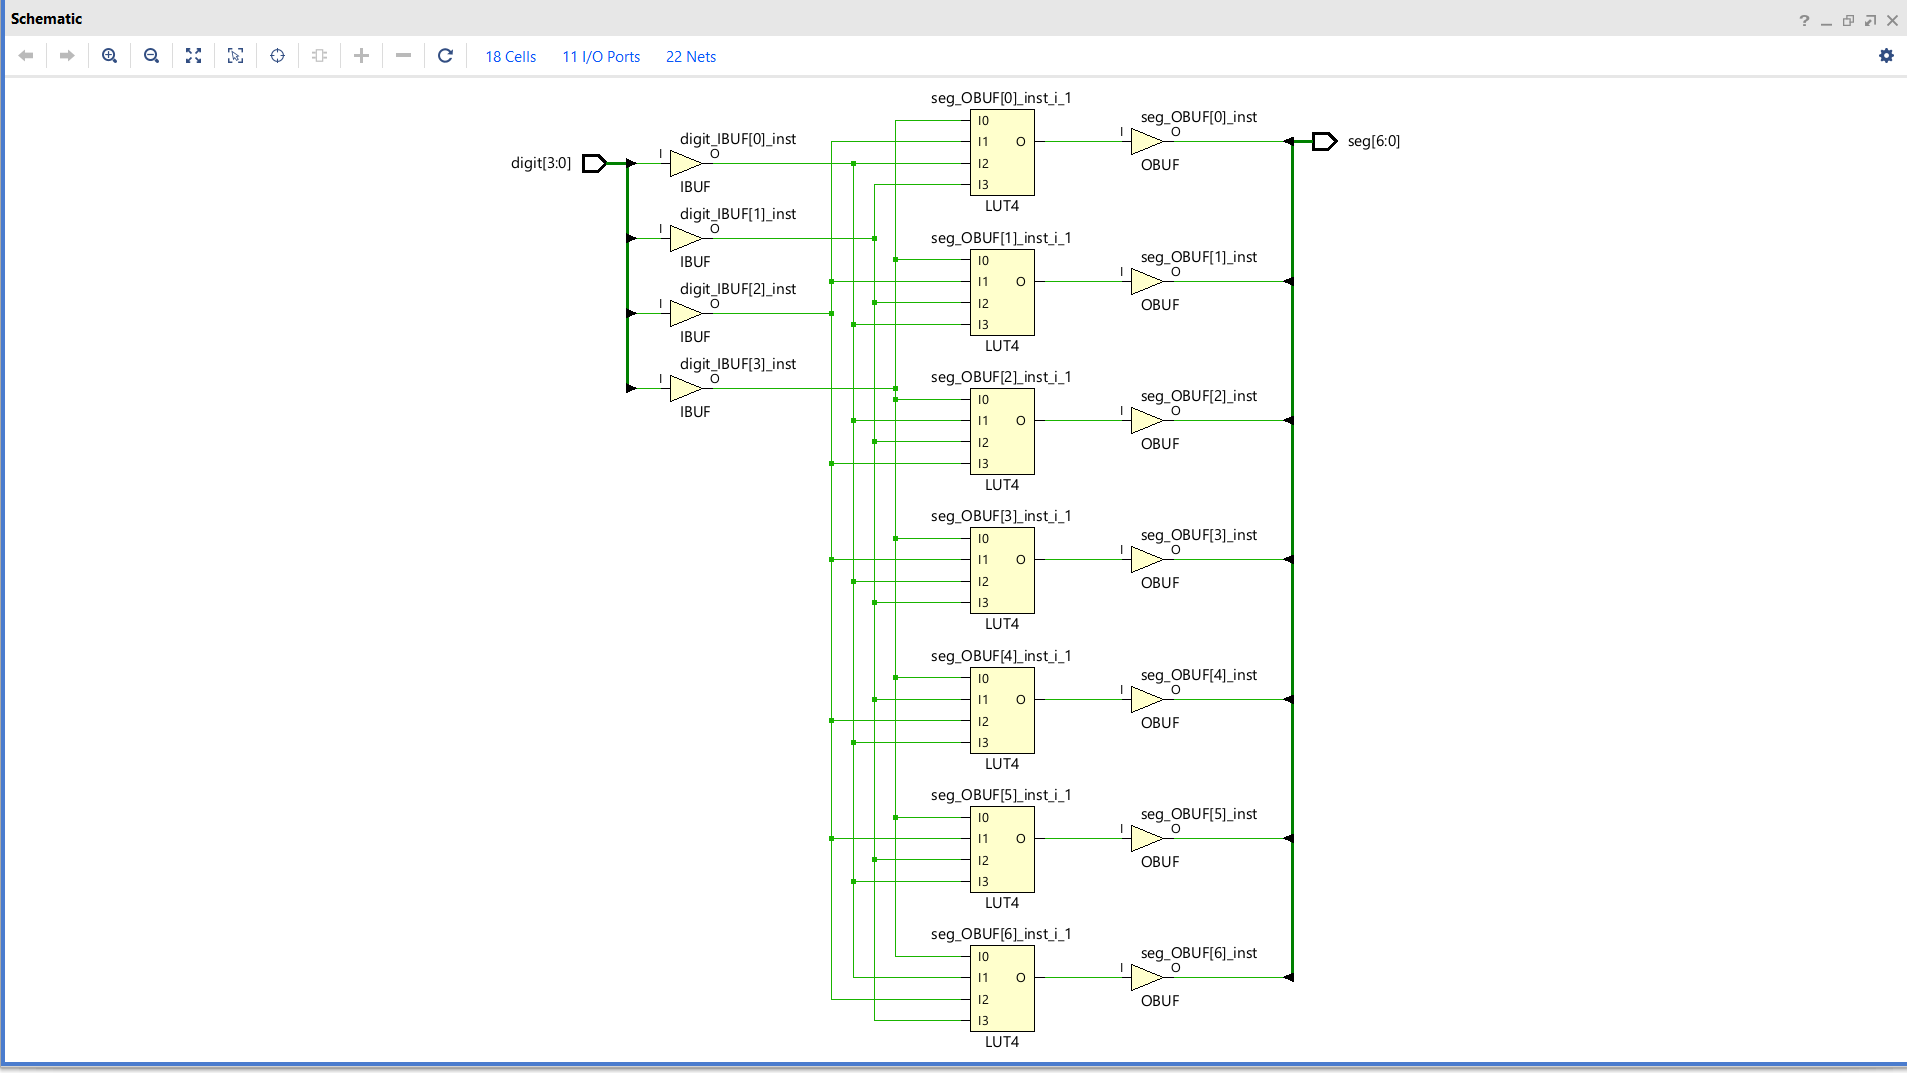 Schematic
18 Cells 11 I/O Ports 22 Nets
digit[3:0]
digit_IBUF[0]_inst
I O
IBUF
digit_IBUF[1]_inst
I O
IBUF
digit_IBUF[2]_inst
I O
IBUF
digit_IBUF[3]_inst
I O
IBUF
seg_OBUF[0]_inst_i_1
I0
I1 O
I2
I3
LUT4
seg_OBUF[0]_inst
I O
OBUF
seg[6:0]
seg_OBUF[1]_inst_i_1
I0
I1 O
I2
I3
LUT4
seg_OBUF[1]_inst
I O
OBUF
seg_OBUF[2]_inst_i_1
I0
I1 O
I2
I3
LUT4
seg_OBUF[2]_inst
I O
OBUF
seg_OBUF[3]_inst_i_1
I0
I1 O
I2
I3
LUT4
seg_OBUF[3]_inst
I O
OBUF
seg_OBUF[4]_inst_i_1
I0
I1 O
I2
I3
LUT4
seg_OBUF[4]_inst
I O
OBUF
seg_OBUF[5]_inst_i_1
I0
I1 O
I2
I3
LUT4
seg_OBUF[5]_inst
I O
OBUF
seg_OBUF[6]_inst_i_1
I0
I1 O
I2
I3
LUT4
seg_OBUF[6]_inst
I O
OBUF